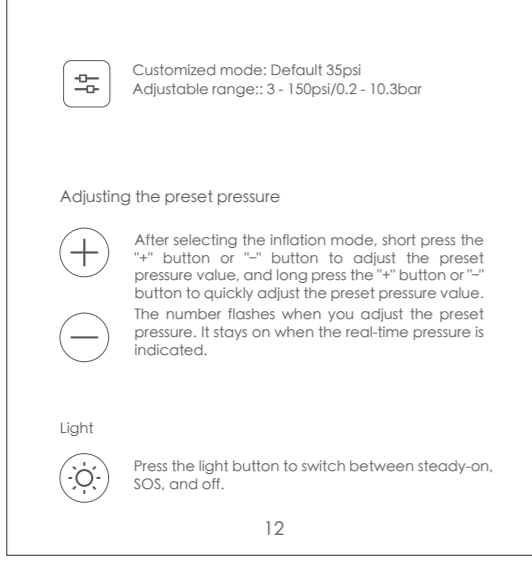 Customized mode: Default 35psi
Adjustable range:: 3 - 150psi/0.2 - 10.3bar
Adjusting the preset pressure
After selecting the inflation mode, short press the
"+" button or "–" button to adjust the preset
pressure value, and long press the "+" button or "–"
button to quickly adjust the preset pressure value.
The number flashes when you adjust the preset
pressure. It stays on when the real-time pressure is
indicated.
Light
Press the light button to switch between steady-on,
SOS, and off.
12